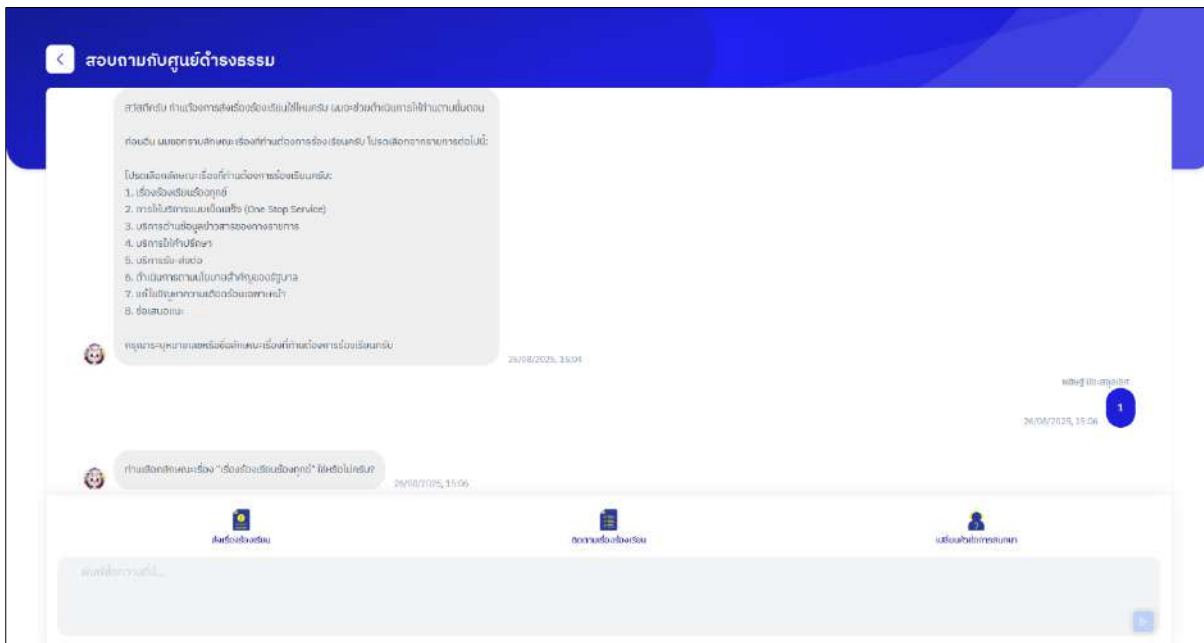 สอบถามกับศูนย์ดำรงธรรม
สวัสดีครับ ท่านต้องการส่งเรื่องร้องเรียนใช่ไหมครับ ผมจะช่วยดำเนินการให้ท่านตามขั้นตอน
ก่อนอื่น ผมขอทราบลักษณะเรื่องที่ท่านต้องการร้องเรียนครับ โปรดเลือกจากรายการต่อไปนี้:
โปรดเลือกลักษณะเรื่องที่ท่านต้องการร้องเรียนครับ:
1. เรื่องร้องเรียนร้องทุกข์
2. การให้บริการแบบเบ็ดเสร็จ (One Stop Service)
3. บริการด้านข้อมูลข่าวสารของทางราชการ
4. บริการให้คำปรึกษา
5. บริการรับ-ส่งต่อ
6. ดำเนินการตามนโยบายสำคัญของรัฐบาล
7. แก้ไขปัญหาความเดือดร้อนเฉพาะหน้า
8. ข้อเสนอแนะ
กรุณาระบุหมายเลขหรือชื่อลักษณะเรื่องที่ท่านต้องการร้องเรียนครับ
26/08/2025, 15:04
1
26/08/2025, 15:06
ท่านเลือกลักษณะเรื่อง "เรื่องร้องเรียนร้องทุกข์" ใช่หรือไม่ครับ?
26/08/2025, 15:06
ส่งเรื่องร้องเรียน
ติดตามเรื่องร้องเรียน
เปลี่ยนหัวข้อการสนทนา
พิมพ์ข้อความที่นี่...